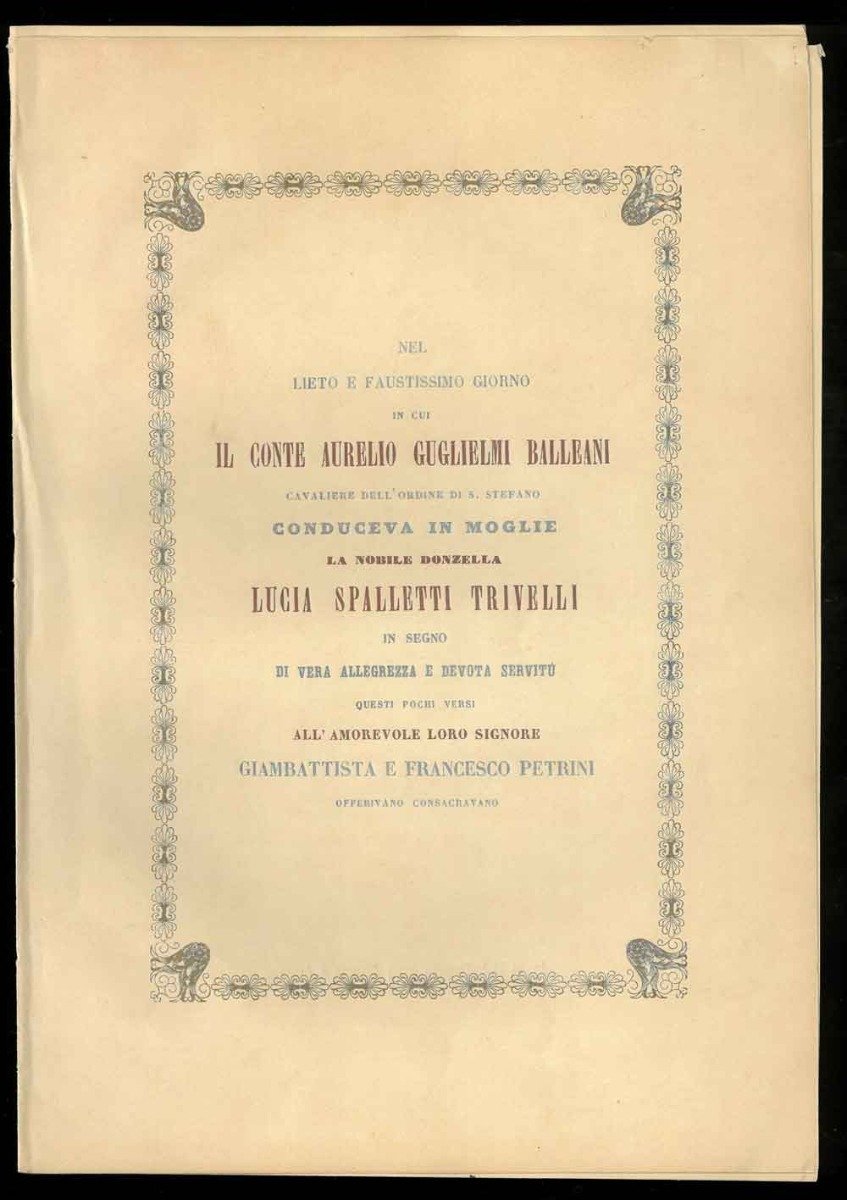 NEL
LIETO E FAUSTISSIMO GIORNO
IN CUI
IL CONTE AURELIO GUGLIELMI BALLEANI
CAVALIERE DELL'ORDINE DI S. STEFANO
CONDUCEVA IN MOGLIE
LA NOBILE DONZELLA
LUCIA SPALLETTI TRIVELLI
IN SEGNO
DI VERA ALLEGREZZA E DEVOTA SERVITÙ
QUESTI POCHI VERSI
ALL'AMOREVOLE LORO SIGNORE
GIAMBATTISTA E FRANCESCO PETRINI
OFFERIVANO CONSACRAVANO